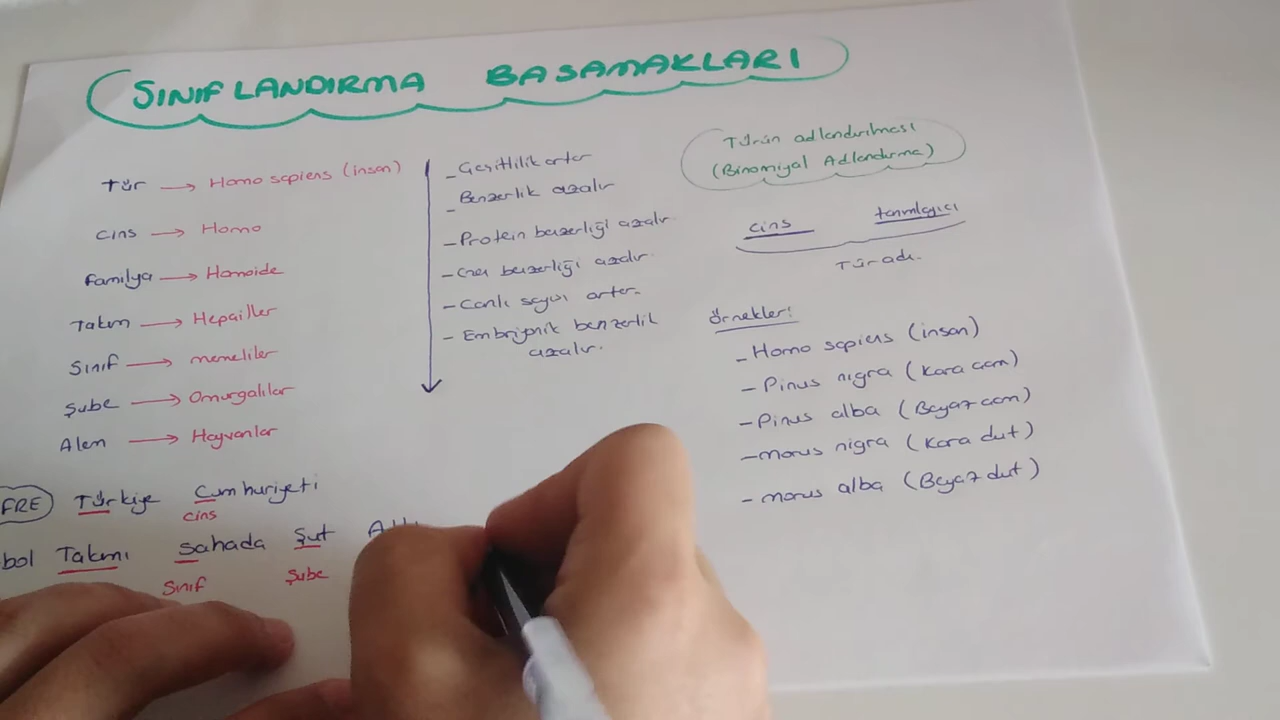 SINIFLANDIRMA BASAMAKLARI
Tür → Homo sapiens (insan)
Cins → Homo
Familya → Homoide
Takım → Hepailler
Sınıf → memeliler
Şube → Omurgalılar
Alem → Hayvanlar
FRE Türkiye Cumhuriyeti
cins
bol Takımı Sahada Şut
Sınıf Şube
- Çeşitlilik artar
- Benzerlik azalır
- Protein benzerliği azalır
- Gen benzerliği azalır
- Canlı sayısı artar.
- Embriyonik benzerlik
azalır.
Türün adlandırılması
(Binomiyal Adlandırma)
cins tanımlayıcı
Tür adı.
Örnekler:
- Homo sapiens (insan)
- Pinus nigra (Kara çam)
- Pinus alba (Beyaz çam)
- morus nigra (Kara dut)
- morus alba (Beyaz dut)